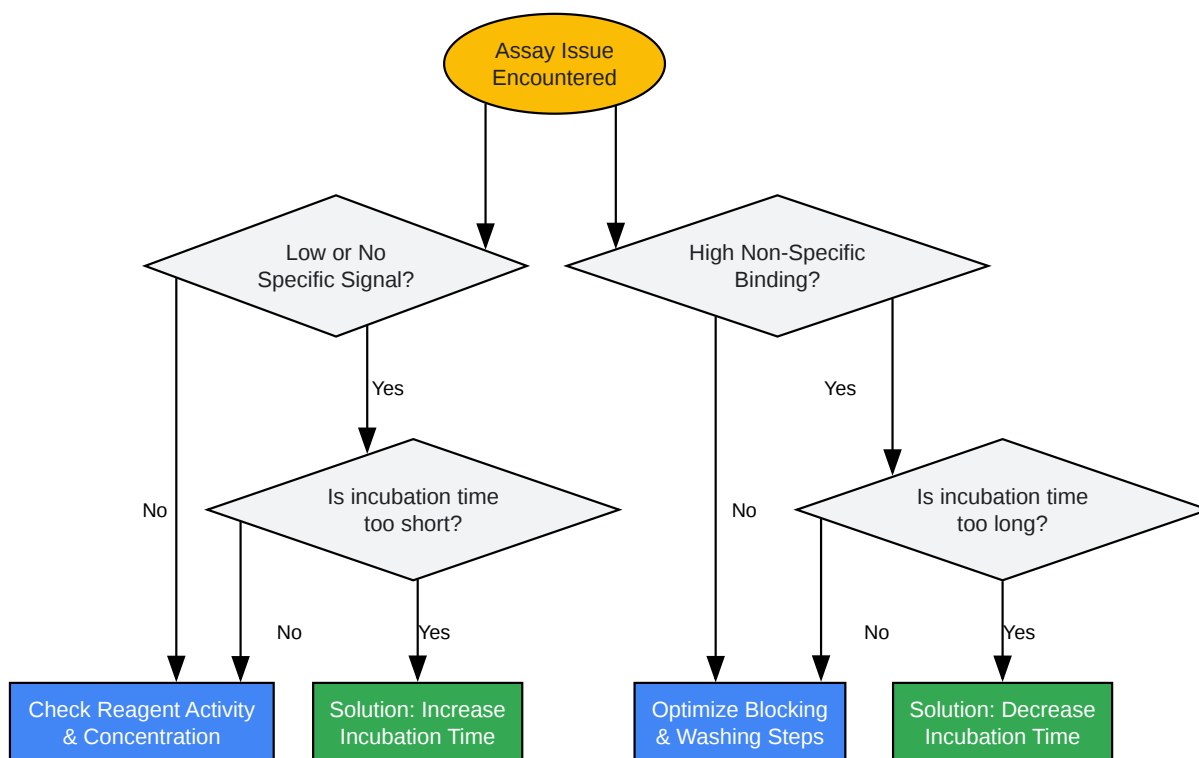 Assay Issue
Encountered
Low or No
Specific Signal?
High Non-Specific
Binding?
Yes
Yes
Is incubation time
too short?
Is incubation time
too long?
No
No
No
Yes
No
Yes
Check Reagent Activity
& Concentration
Solution: Increase
Incubation Time
Optimize Blocking
& Washing Steps
Solution: Decrease
Incubation Time